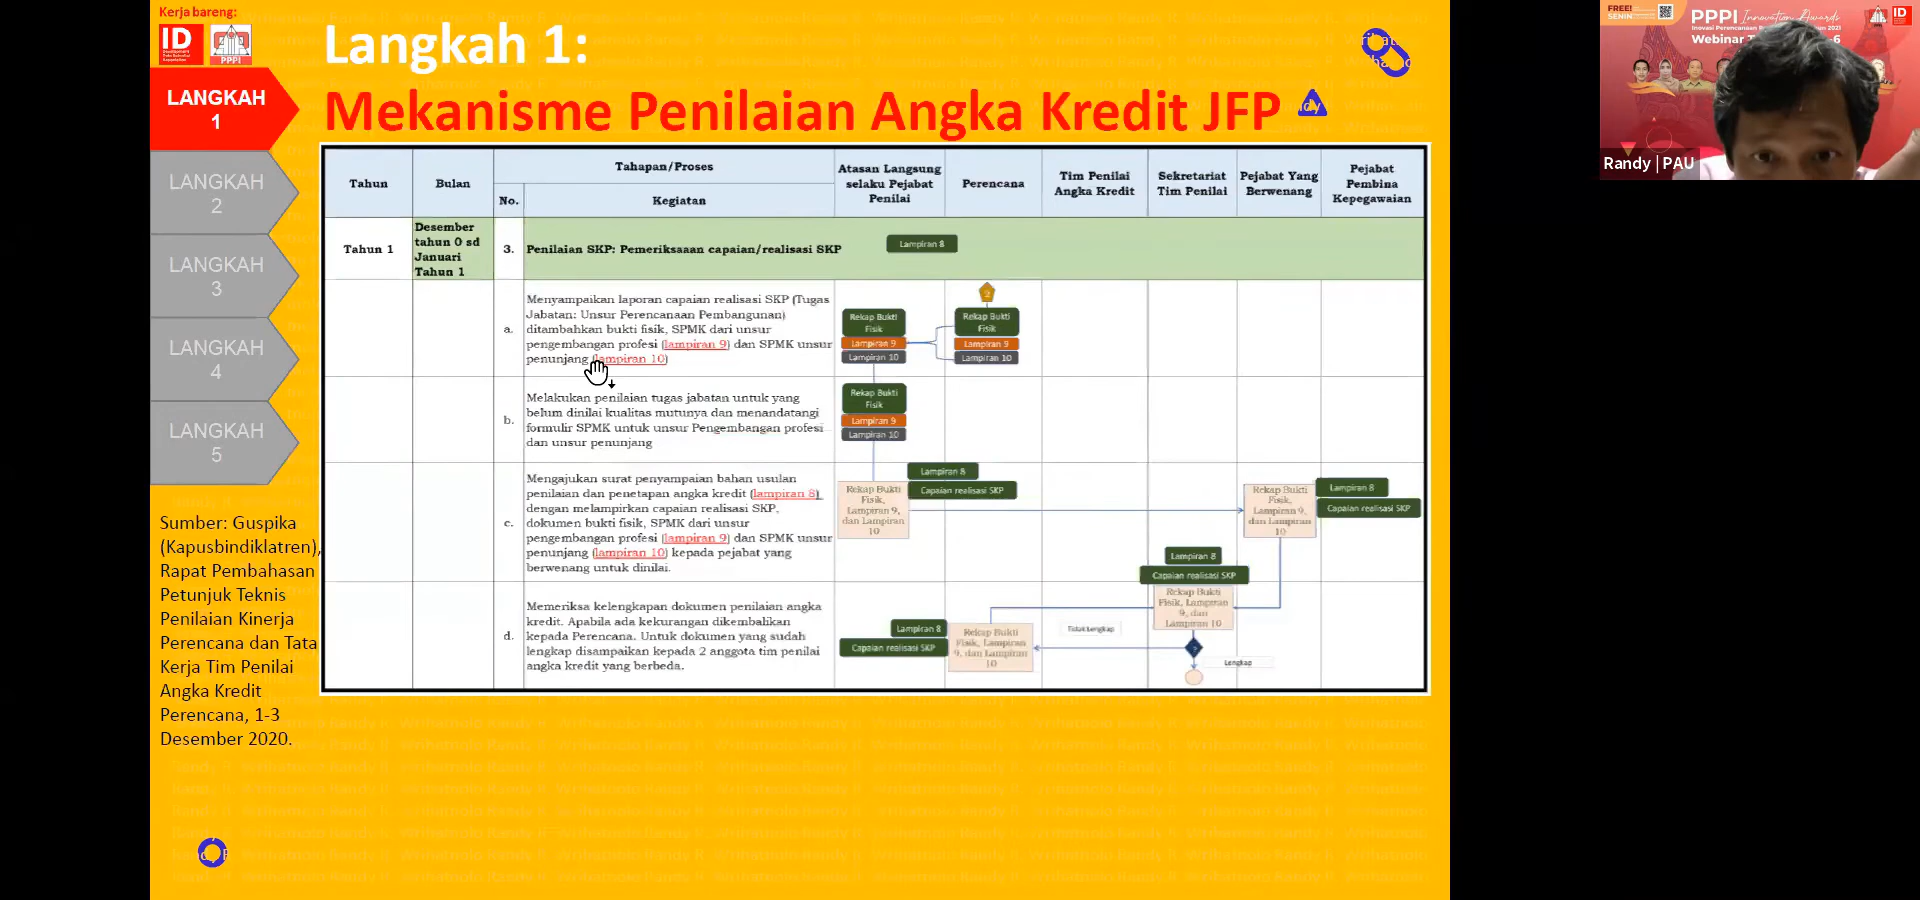 Kerja bareng:
ID
PPPI
Langkah 1:
Mekanisme Penilaian Angka Kredit JFP
LANGKAH
1
LANGKAH
2
LANGKAH
3
LANGKAH
4
LANGKAH
5
Sumber: Guspika
(Kapusbindiklatren),
Rapat Pembahasan
Petunjuk Teknis
Penilaian Kinerja
Perencana dan Tata
Kerja Tim Penilai
Angka Kredit
Perencana, 1-3
Desember 2020.
Tahun
Bulan
Tahapan/Proses
No.
Kegiatan
Atasan Langsung
selaku Pejabat
Penilai
Perencana
Tim Penilai
Angka Kredit
Sekretariat
Tim Penilai
Pejabat Yang
Berwenang
Pejabat
Pembina
Kepegawaian
Tahun 1
Desember
tahun 0 sd
Januari
Tahun 1
3.
Penilaian SKP: Pemeriksaaan capaian/realisasi SKP
Lampiran 8
a.
Menyampaikan laporan capaian realisasi SKP (Tugas
Jabatan: Unsur Perencanaan Pembangunan)
ditambahkan bukti fisik, SPMK dari unsur
pengembangan profesi (lampiran 9) dan SPMK unsur
penunjang (lampiran 10)
Rekap Bukti
Fisik
Lampiran 9
Lampiran 10
2
Rekap Bukti
Fisik
Lampiran 9
Lampiran 10
b.
Melakukan penilaian tugas jabatan untuk yang
belum dinilai kualitas mutunya dan menandatangi
formulir SPMK untuk unsur Pengembangan profesi
dan unsur penunjang
Rekap Bukti
Fisik
Lampiran 9
Lampiran 10
c.
Mengajukan surat penyampaian bahan usulan
penilaian dan penetapan angka kredit (lampiran 8)
dengan melampirkan capaian realisasi SKP,
dokumen bukti fisik, SPMK dari unsur
pengembangan profesi (lampiran 9) dan SPMK unsur
penunjang (lampiran 10) kepada pejabat yang
berwenang untuk dinilai.
Lampiran 8
Capaian realisasi SKP
Rekap Bukti
Fisik,
Lampiran 9,
dan Lampiran
10
Rekap Bukti
Fisik,
Lampiran 9,
dan Lampiran
10
Lampiran 8
Capaian realisasi SKP
d.
Memeriksa kelengkapan dokumen penilaian angka
kredit. Apabila ada kekurangan dikembalikan
kepada Perencana. Untuk dokumen yang sudah
lengkap disampaikan kepada 2 anggota tim penilai
angka kredit yang berbeda.
Lampiran 8
Capaian realisasi SKP
Rekap Bukti
Fisik, Lampiran
9, dan Lampiran
10
Tidak Lengkap
Lampiran 8
Capaian realisasi SKP
Rekap Bukti
Fisik, Lampiran
9, dan
Lampiran 10
?
Lengkap
FREE!
SENIN
PPPI Innovation Awards
Webinar
-6
ID
Randy | PAU